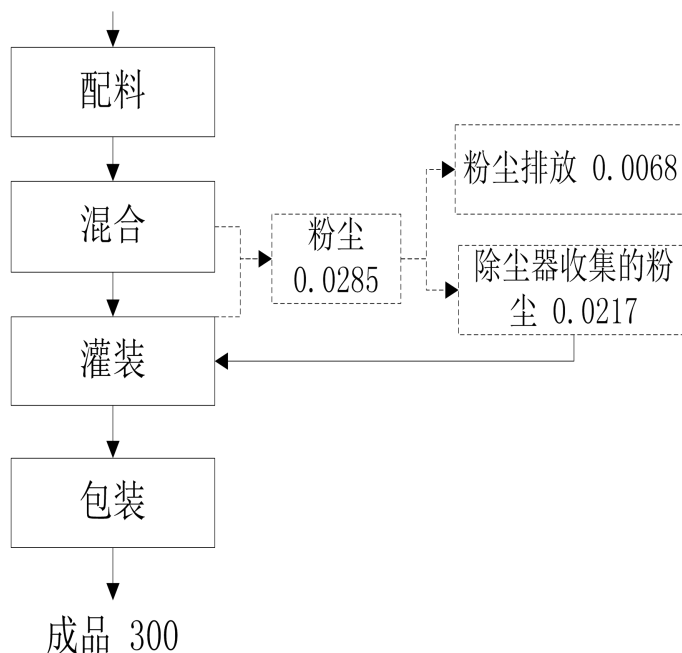 配料
粉尘排放 0.0068
混合
粉尘
0.0285
除尘器收集的粉
尘 0.0217
灌装
包装
成品 300